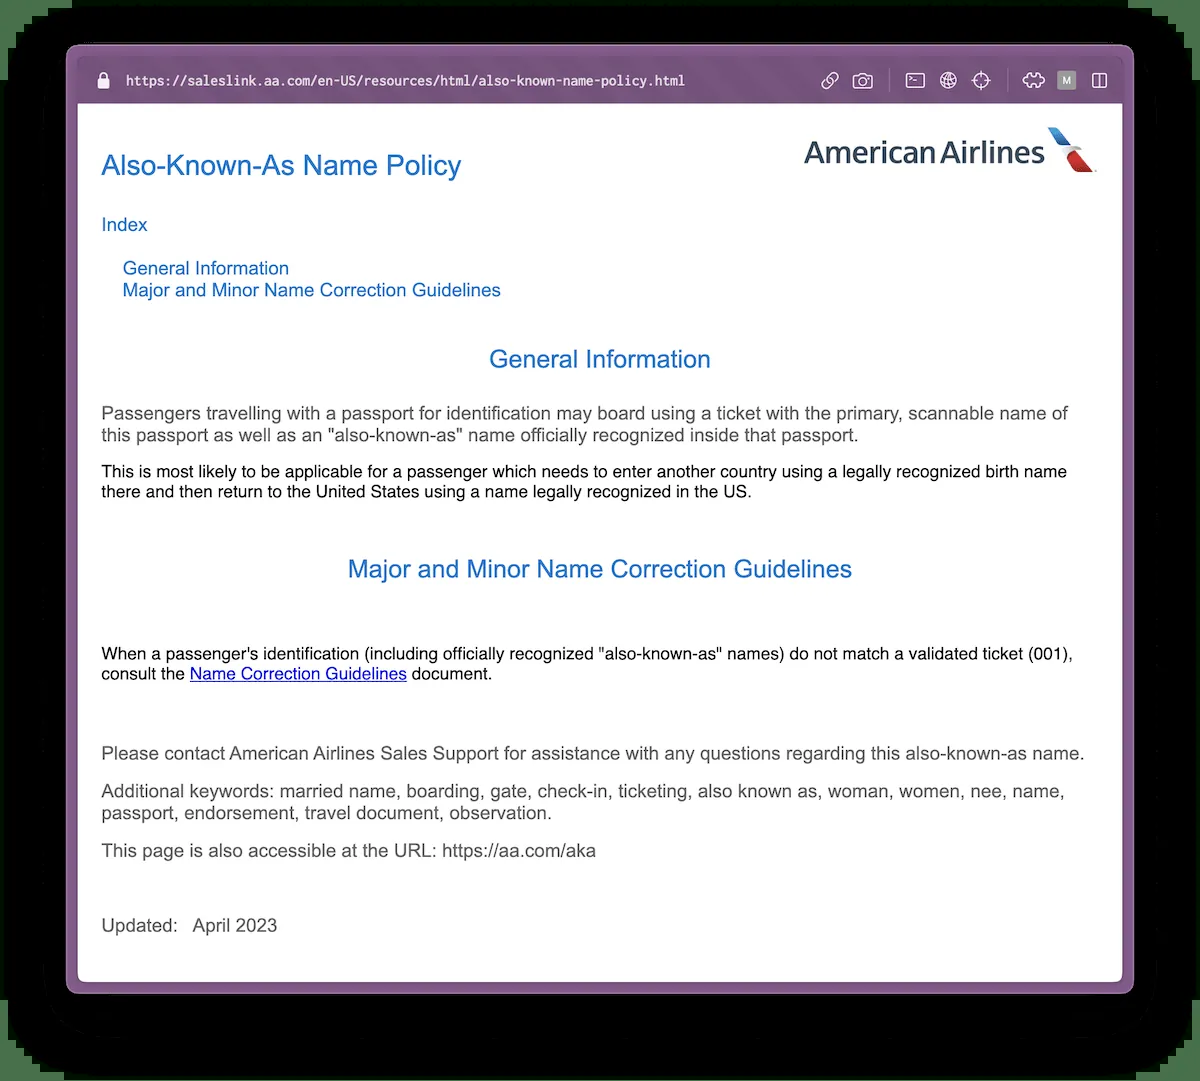 https://saleslink.aa.com/en-US/resources/html/also-known-name-policy.html
M
American Airlines
Also-Known-As Name Policy
Index
General Information
Major and Minor Name Correction Guidelines
General Information
Passengers travelling with a passport for identification may board using a ticket with the primary, scannable name of
this passport as well as an "also-known-as" name officially recognized inside that passport.
This is most likely to be applicable for a passenger which needs to enter another country using a legally recognized birth name
there and then return to the United States using a name legally recognized in the US.
Major and Minor Name Correction Guidelines
When a passenger's identification (including officially recognized "also-known-as" names) do not match a validated ticket (001),
consult the Name Correction Guidelines document.
Please contact American Airlines Sales Support for assistance with any questions regarding this also-known-as name.
Additional keywords: married name, boarding, gate, check-in, ticketing, also known as, woman, women, nee, name,
passport, endorsement, travel document, observation.
This page is also accessible at the URL: https://aa.com/aka
Updated: April 2023